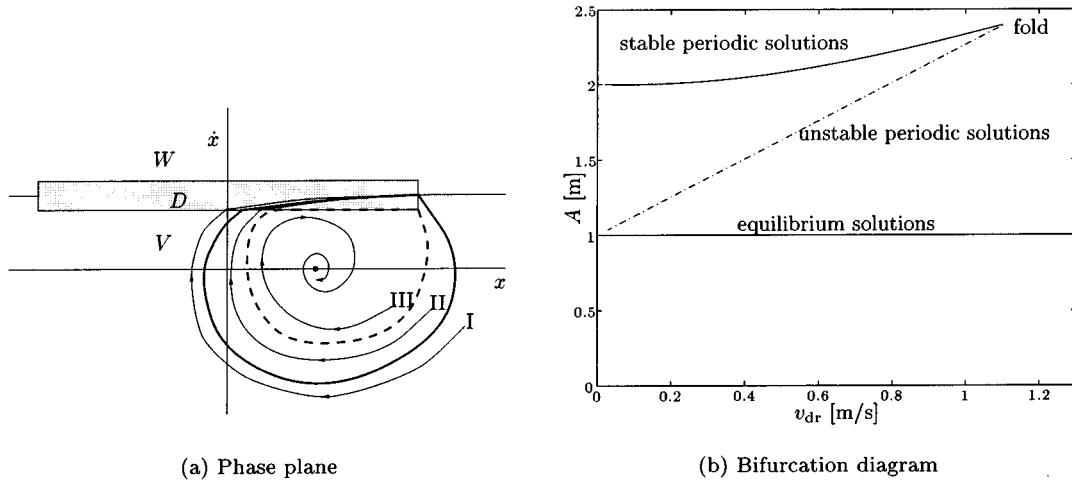 ẋ
W
D
V
x
III
II
I
(a) Phase plane
2.5
2
1.5
1
0.5
0
A [m]
0
0.2
0.4
0.6
0.8
1
1.2
v_dr [m/s]
stable periodic solutions
fold
unstable periodic solutions
equilibrium solutions
(b) Bifurcation diagram